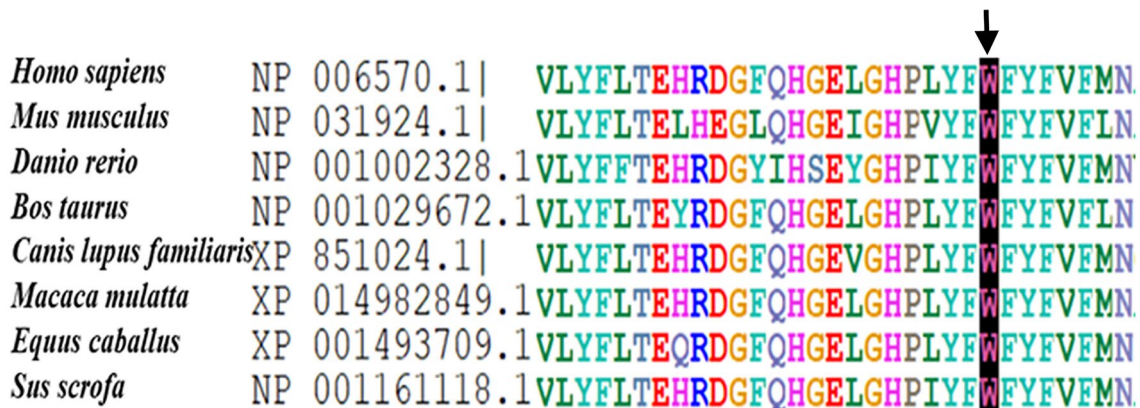 Homo sapiens NP 006570.1| VLYFLTEHRDGFQHGELGHPLYFWFYFVFMN
Mus musculus NP 031924.1| VLYFLTELHEGLQHGEIGHPVYFWFYFVFLN
Danio rerio NP 001002328.1 VLYFFTEHRDGYIHSEYGHPIYFWFYFVFMN
Bos taurus NP 001029672.1 VLYFLTEYRDGFQHGELGHPLYFWFYFVFLN
Canis lupus familiaris XP 851024.1| VLYFLTEHRDGFQHGEVGHPLYFWFYFVFMN
Macaca mulatta XP 014982849.1 VLYFLTEHRDGFQHGELGHPLYFWFYFVFMN
Equus caballus XP 001493709.1 VLYFLTEQRDGFQHGELGHPLYFWFYFVFMN
Sus scrofa NP 001161118.1 VLYFLTEHRDGFQHGELGHPIYFWFYFVFMN